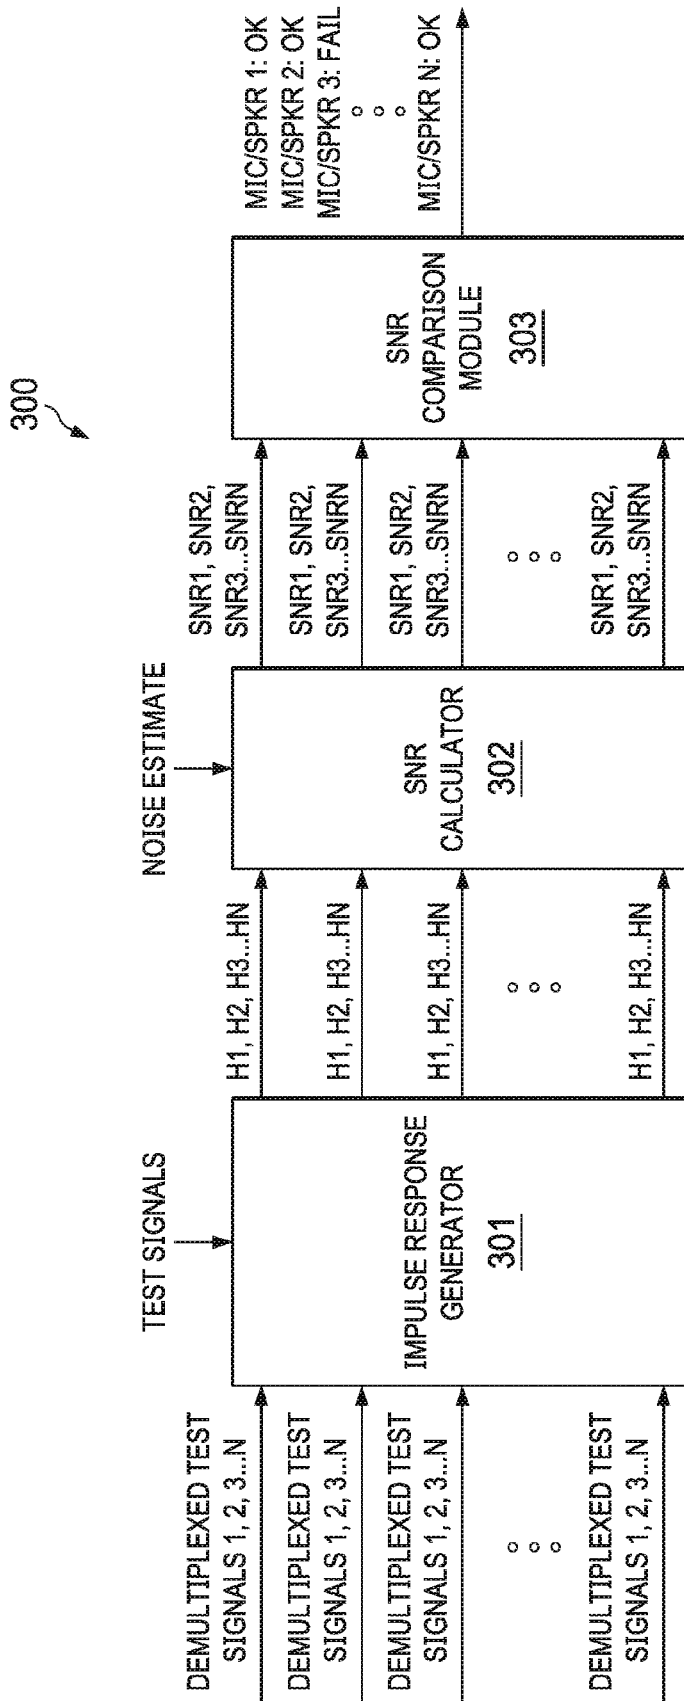 300
TEST SIGNALS
NOISE ESTIMATE
DEMULTIPLEXED TEST
SIGNALS 1, 2, 3...N
DEMULTIPLEXED TEST
SIGNALS 1, 2, 3...N
DEMULTIPLEXED TEST
SIGNALS 1, 2, 3...N
DEMULTIPLEXED TEST
SIGNALS 1, 2, 3...N
IMPULSE RESPONSE
GENERATOR
301
H1, H2, H3...HN
H1, H2, H3...HN
H1, H2, H3...HN
H1, H2, H3...HN
SNR
CALCULATOR
302
SNR1, SNR2,
SNR3...SNRN
SNR1, SNR2,
SNR3...SNRN
SNR1, SNR2,
SNR3...SNRN
SNR1, SNR2,
SNR3...SNRN
SNR
COMPARISON
MODULE
303
MIC/SPKR 1: OK
MIC/SPKR 2: OK
MIC/SPKR 3: FAIL
MIC/SPKR N: OK